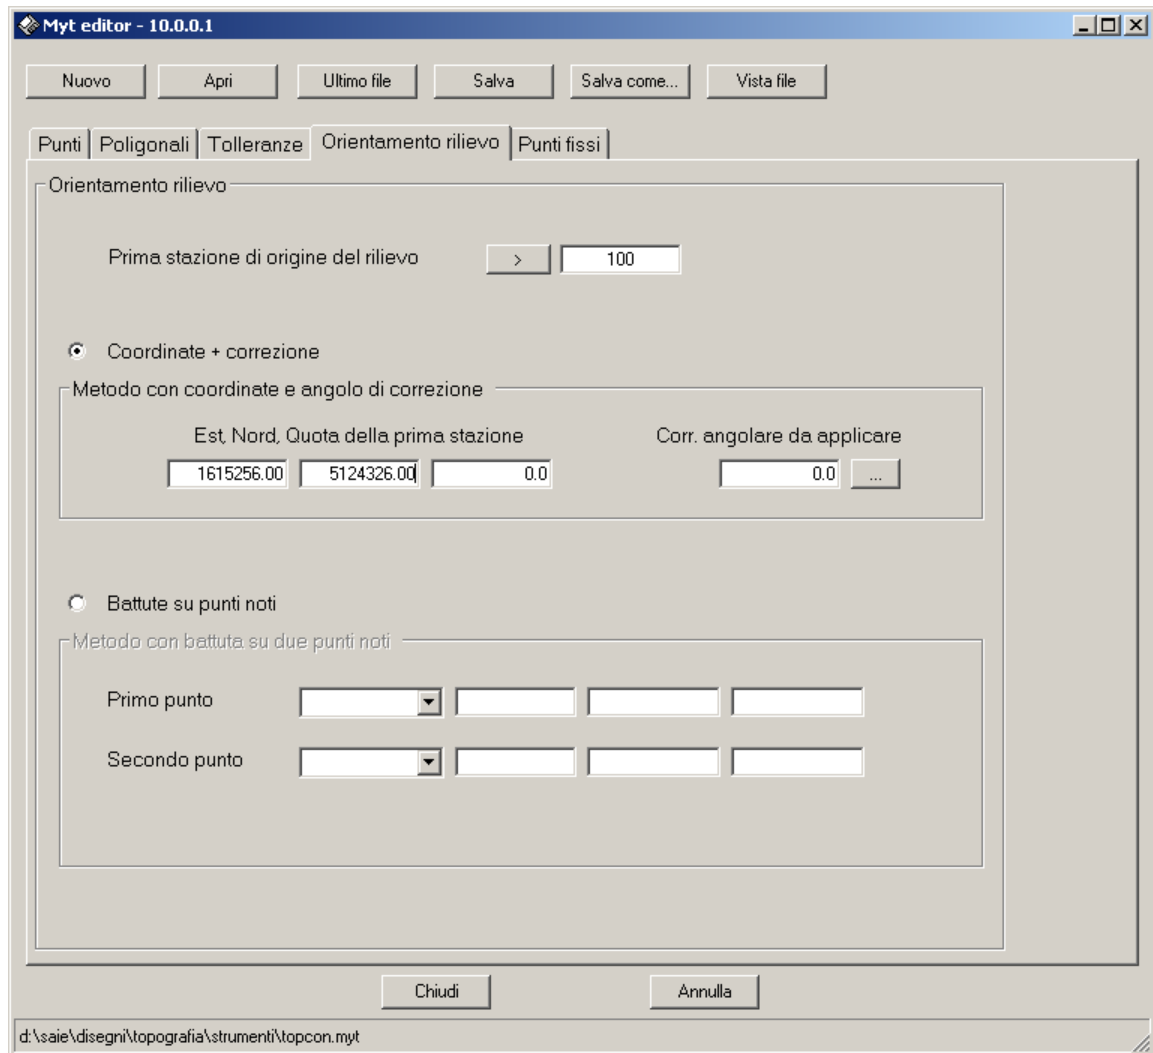 Myt editor - 10.0.0.1
Nuovo Apri Ultimo file Salva Salva come... Vista file
Punti Poligonali Tolleranze Orientamento rilievo Punti fissi
Orientamento rilievo
Prima stazione di origine del rilievo > 100
Coordinate + correzione
Metodo con coordinate e angolo di correzione
Est, Nord, Quota della prima stazione Corr. angolare da applicare
1615256.00 5124326.00 0.0 0.0 ...
Battute su punti noti
Metodo con battuta su due punti noti
Primo punto
Secondo punto
Chiudi Annulla
d:\saie\disegni\topografia\strumenti\topcon.myt